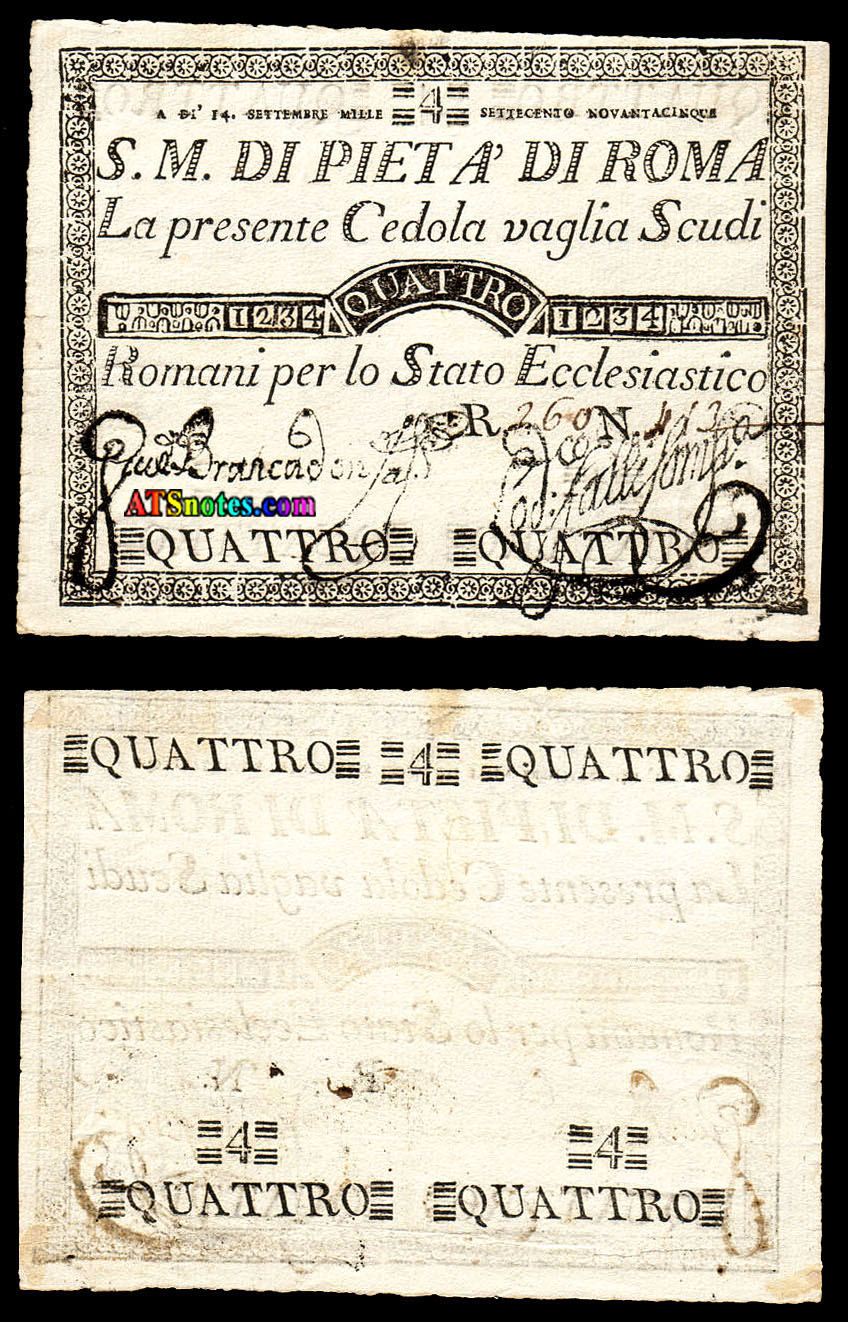 A DI' 14. SETTEMBRE MILLE 4 SETTECENTO NOVANTACINQUE
S. M. DI PIETA' DI ROMA
La presente Cedola vaglia Scudi
1234 QUATTRO 1234
Romani per lo Stato Ecclesiastico
R. 260 N.
ATSnotes.com
QUATTRO QUATTRO
QUATTRO 4 QUATTRO
4 4
QUATTRO QUATTRO